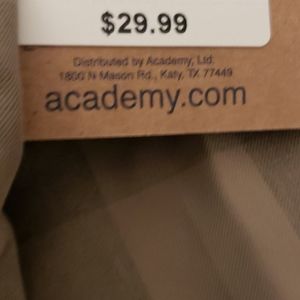 $29.99
Distributed by Academy, Ltd.
1800 N Mason Rd., Katy, TX 77449
academy.com